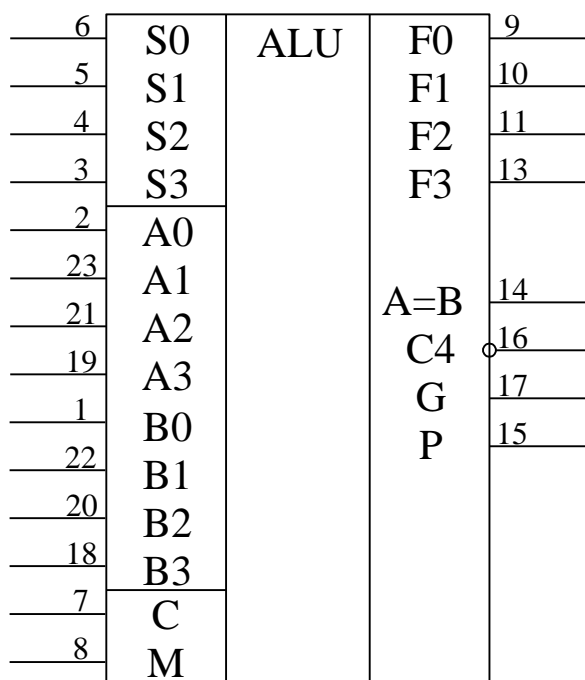 6 S0 ALU F0 9
5 S1 F1 10
4 S2 F2 11
3 S3 F3 13
2 A0
23 A1
A=B 14
21 A2
C4 16
19 A3
G 17
1 B0
P 15
22 B1
20 B2
18 B3
7 C
8 M